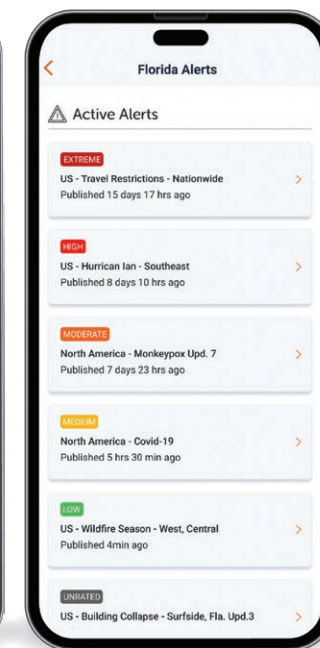 Florida Alerts
Active Alerts
EXTREME
US - Travel Restrictions - Nationwide
Published 15 days 17 hrs ago
HIGH
US - Hurrican Ian - Southeast
Published 8 days 10 hrs ago
MODERATE
North America - Monkeypox Upd. 7
Published 7 days 23 hrs ago
MEDIUM
North America - Covid-19
Published 5 hrs 30 min ago
LOW
US - Wildfire Season - West, Central
Published 4min ago
UNRATED
US - Building Collapse - Surfside, Fla. Upd.3